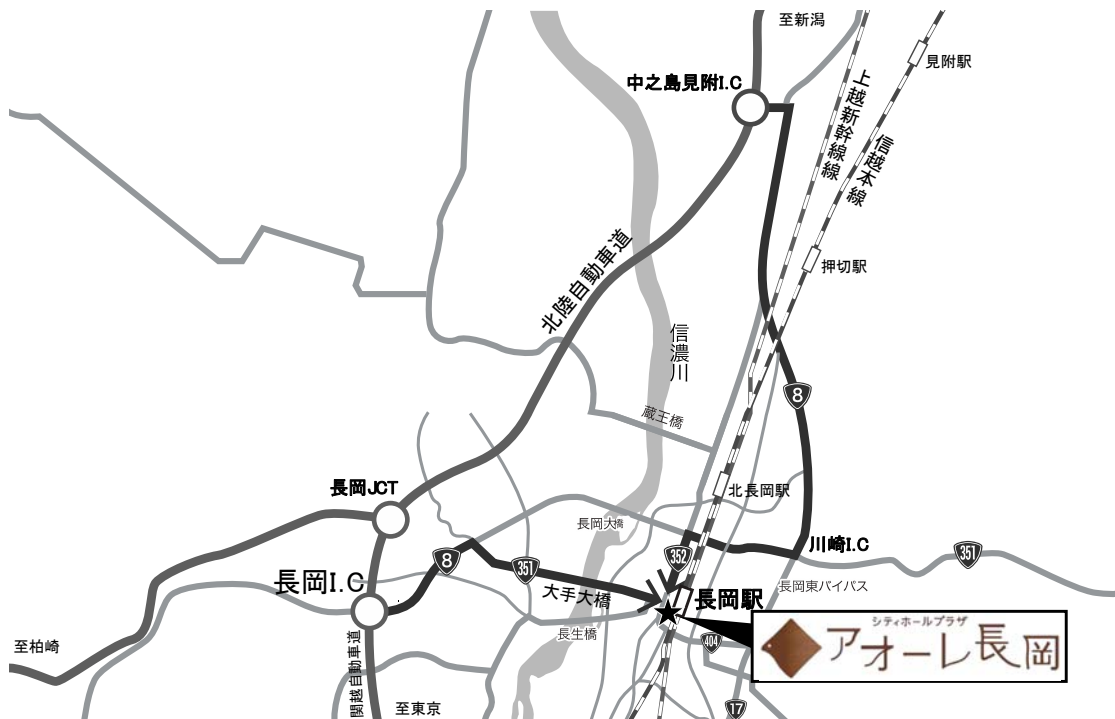 至新潟
見附駅
中之島見附I.C
上越新幹線線
信越本線
押切駅
北陸自動車道
信濃川
8
蔵王橋
長岡JCT
北長岡駅
長岡大橋
川崎I.C
352
351
8
351
長岡I.C
大手大橋
長岡駅
長岡東バイパス
長生橋
404
シティホールプラザ
アオーレ長岡
至柏崎
関越自動車道
至東京
17